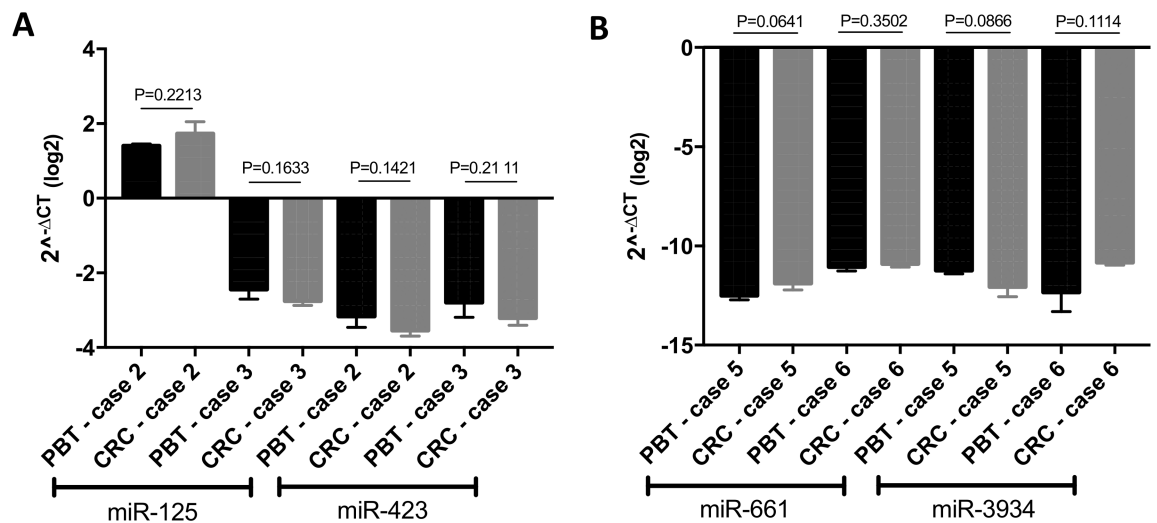 A
2^-ΔCT (log2)
4
2
0
-2
-4
P=0.2213
P=0.1633
P=0.1421
P=0.21 11
PBT - case 2
CRC - case 2
PBT - case 3
CRC - case 3
PBT - case 2
CRC - case 2
PBT - case 3
CRC - case 3
miR-125
miR-423
B
2^-ΔCT (log2)
0
-5
-10
-15
P=0.0641
P=0.3502
P=0.0866
P=0.1114
PBT - case 5
CRC - case 5
PBT - case 6
CRC - case 6
PBT - case 5
CRC - case 5
PBT - case 6
CRC - case 6
miR-661
miR-3934